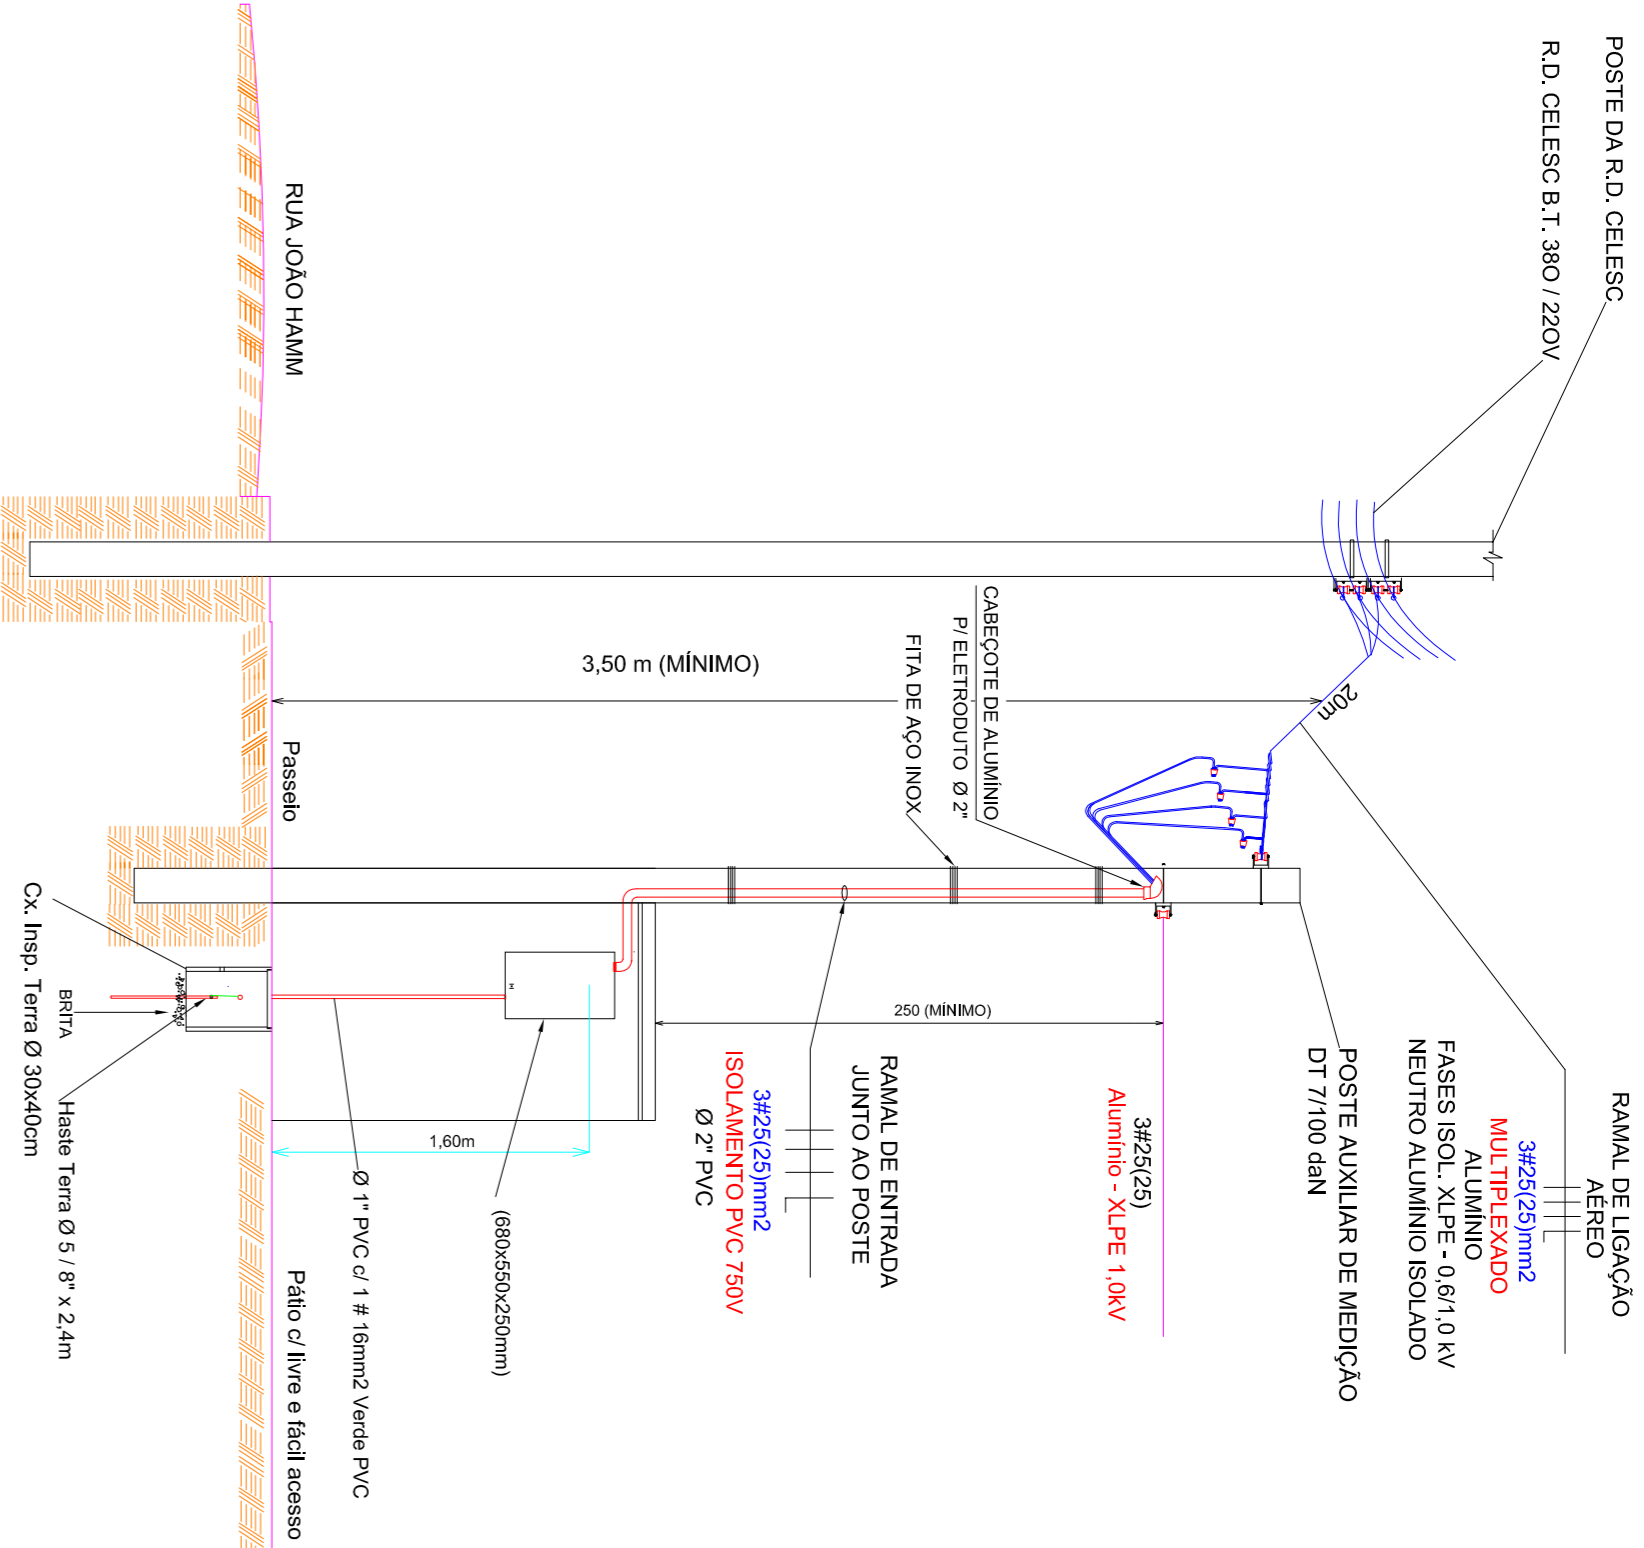 POSTE DA R.D. CELESC
R.D. CELESC B.T. 380 / 220V
RUA JOÃO HAMM
3,50 m (MÍNIMO)
20m
CABEÇOTE DE ALUMÍNIO
P/ ELETRODUTO Ø 2"
FITA DE AÇO INOX
Passeio
RAMAL DE LIGAÇÃO
AÉREO
3#25(25)mm2
MULTIPLEXADO
ALUMÍNIO
FASES ISOL. XLPE - 0,6/1,0 kV
NEUTRO ALUMÍNIO ISOLADO
POSTE AUXILIAR DE MEDIÇÃO
DT 7/100 daN
3#25(25)
Alumínio - XLPE 1,0kV
250 (MÍNIMO)
RAMAL DE ENTRADA
JUNTO AO POSTE
3#25(25)mm2
ISOLAMENTO PVC 750V
Ø 2" PVC
M
(680x550x250mm)
1,60m
Ø 1" PVC c/ 1 # 16mm2 Verde PVC
Pátio c/ livre e fácil acesso
BRITA
Haste Terra Ø 5 / 8" x 2,4m
Cx. Insp. Terra Ø 30x40cm